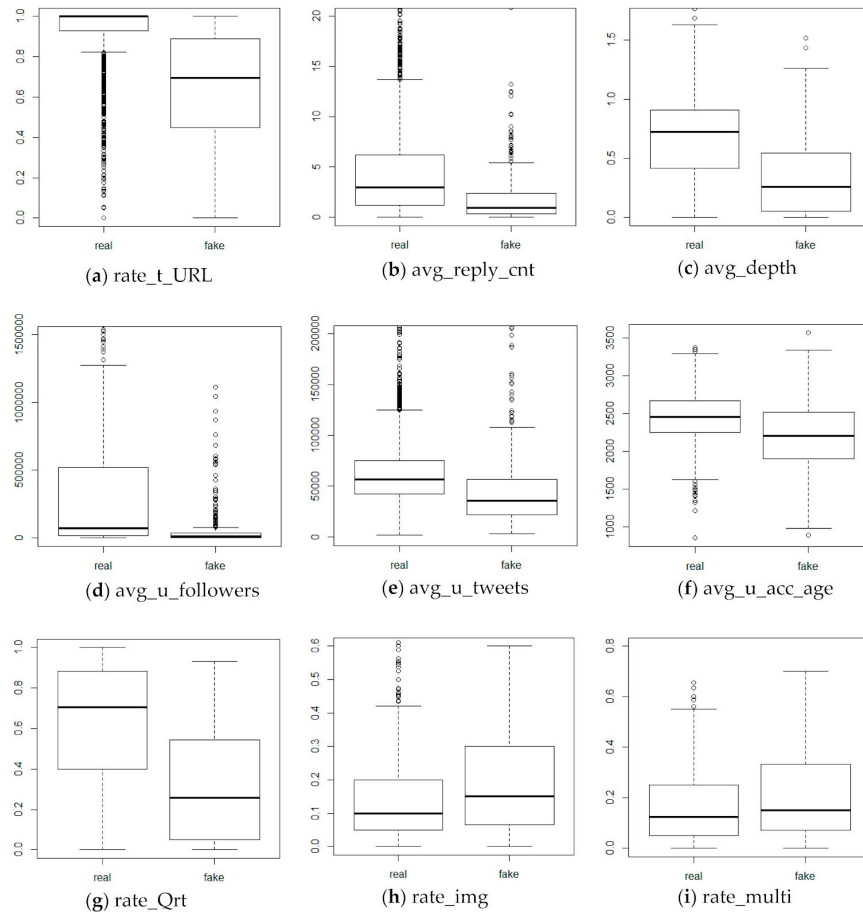 0.0 0.2 0.4 0.6 0.8 1.0
real fake
(a) rate_t_URL
0 5 10 15 20
real fake
(b) avg_reply_cnt
0.0 0.5 1.0 1.5
real fake
(c) avg_depth
0 500000 1000000 1500000
real fake
(d) avg_u_followers
0 50000 100000 150000 200000
real fake
(e) avg_u_tweets
1000 1500 2000 2500 3000 3500
real fake
(f) avg_u_acc_age
0.0 0.2 0.4 0.6 0.8 1.0
real fake
(g) rate_Qrt
0.0 0.1 0.2 0.3 0.4 0.5 0.6
real fake
(h) rate_img
0.0 0.2 0.4 0.6 0.8
real fake
(i) rate_multi